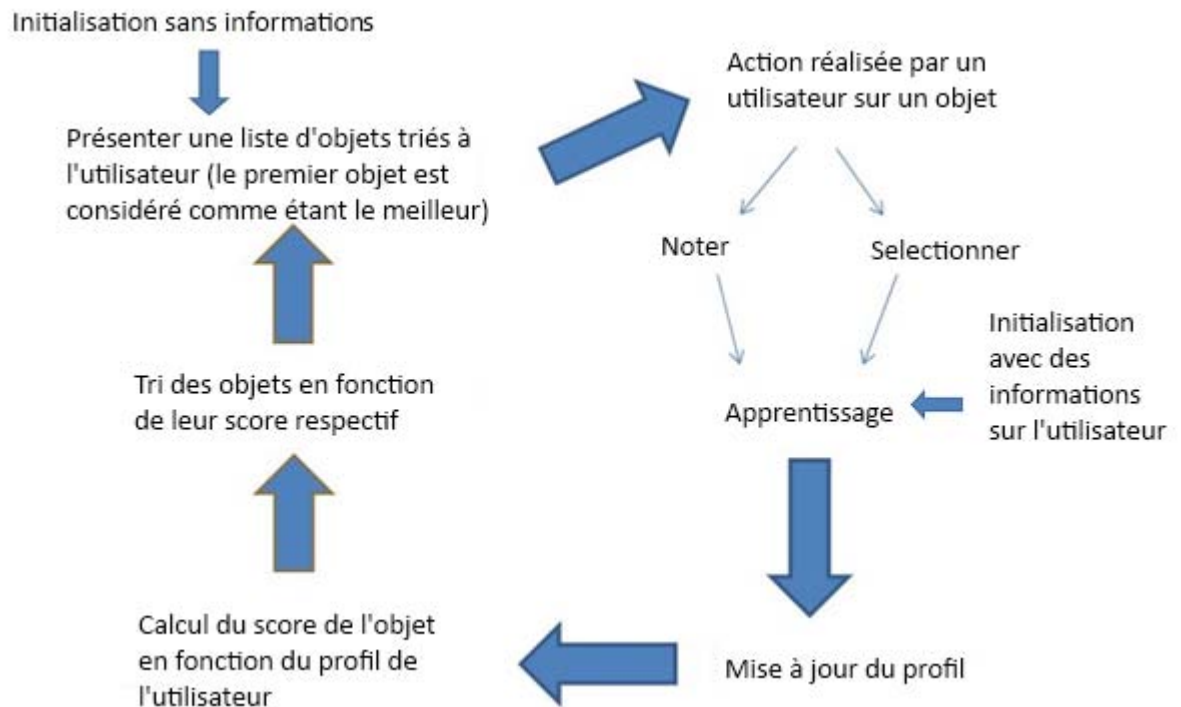 Initialisation sans informations
Présenter une liste d'objets triés à
l'utilisateur (le premier objet est
considéré comme étant le meilleur)
Action réalisée par un
utilisateur sur un objet
Noter
Selectionner
Initialisation
avec des
informations
sur l'utilisateur
Apprentissage
Mise à jour du profil
Calcul du score de l'objet
en fonction du profil de
l'utilisateur
Tri des objets en fonction
de leur score respectif